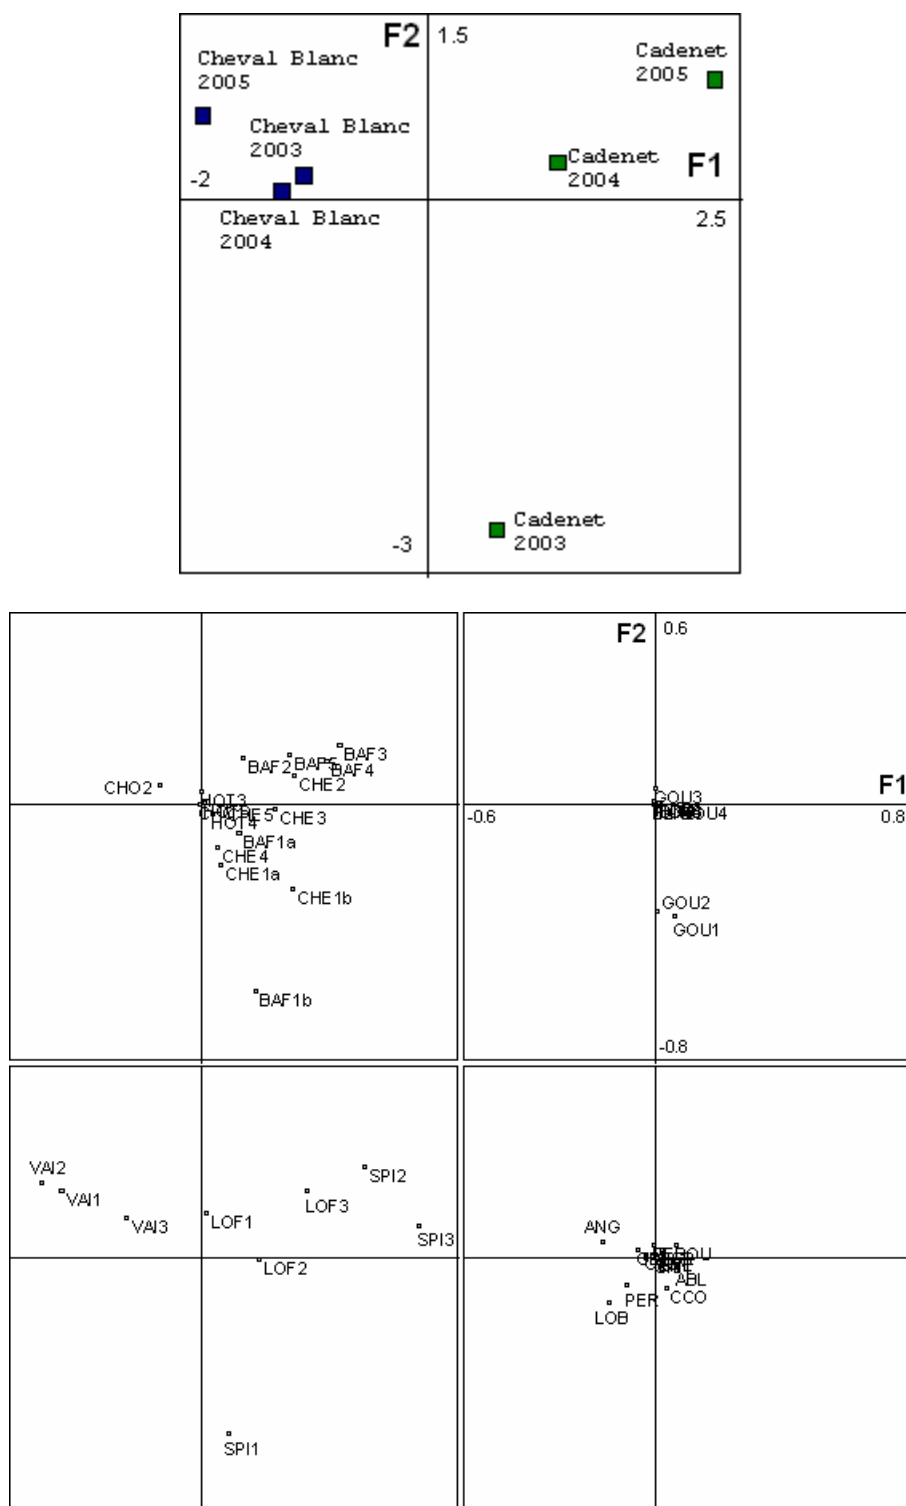 F2
1.5
Cheval Blanc
2005
Cadenet
2005
Cheval Blanc
2003
Cadenet
2004
F1
-2
Cheval Blanc
2004
2.5
Cadenet
2003
-3
F2
0.6
BAF3
BAF2
BAF5
BAF4
CHE2
CHO2
HOT3
GOU3
F1
CHE3
HOT4
-0.6
0.8
BAF1a
CHE4
CHE1a
CHE1b
GOU2
GOU1
BAF1b
-0.8
VAI2
SPI2
VAI1
LOF3
VAI3
LOF1
SPI3
ANG
LOF2
ABL
PER
CCO
LOB
SPI1